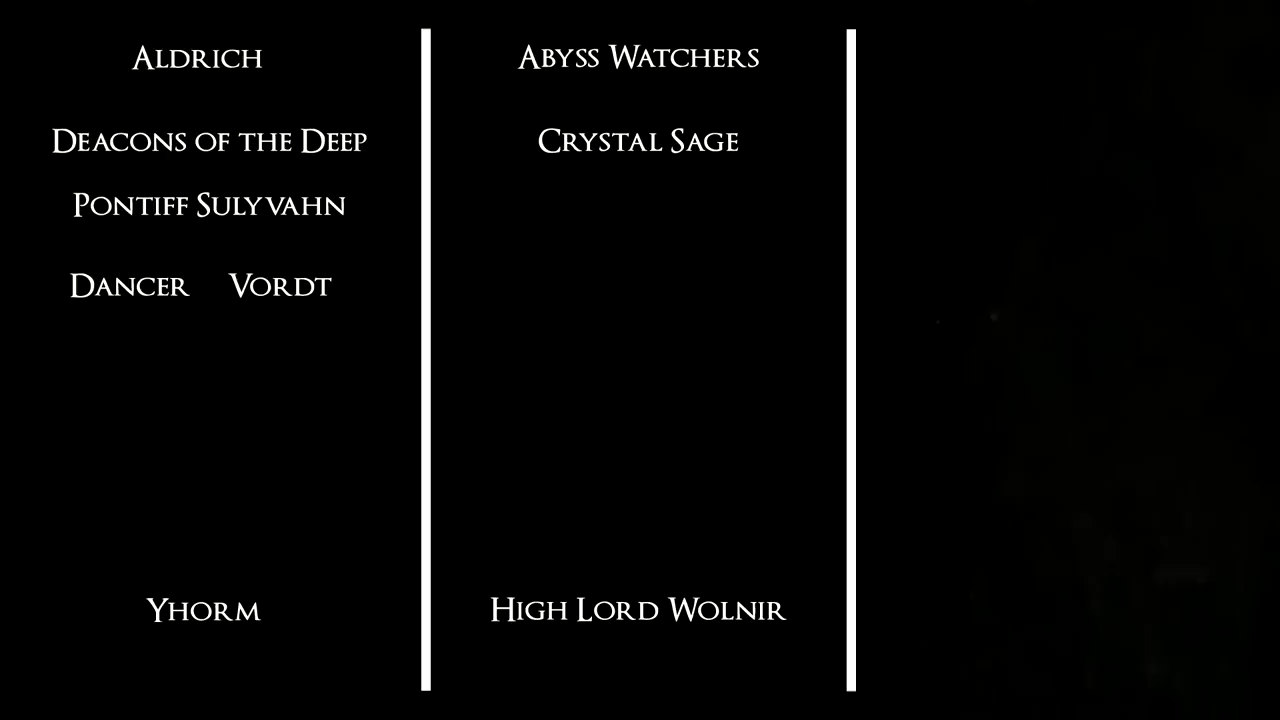 Aldrich
Deacons of the Deep
Pontiff Sulyvahn
Dancer Vordt
Yhorm
Abyss Watchers
Crystal Sage
High Lord Wolnir